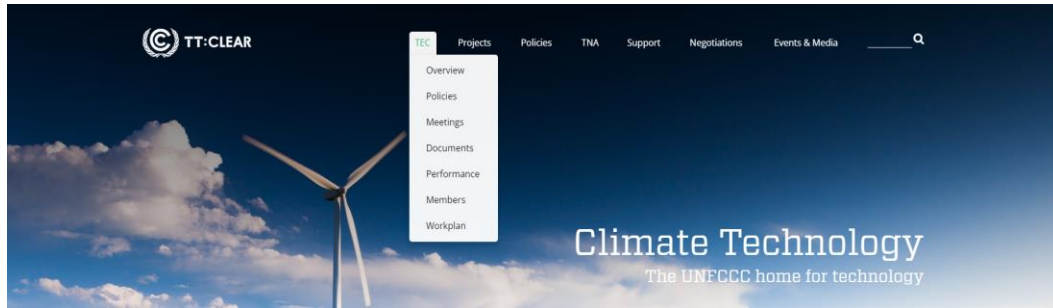 TT:CLEAR
TEC Projects Policies TNA Support Negotiations Events & Media
Overview
Policies
Meetings
Documents
Performance
Members
Workplan
Climate Technology
The UNFCCC home for technology